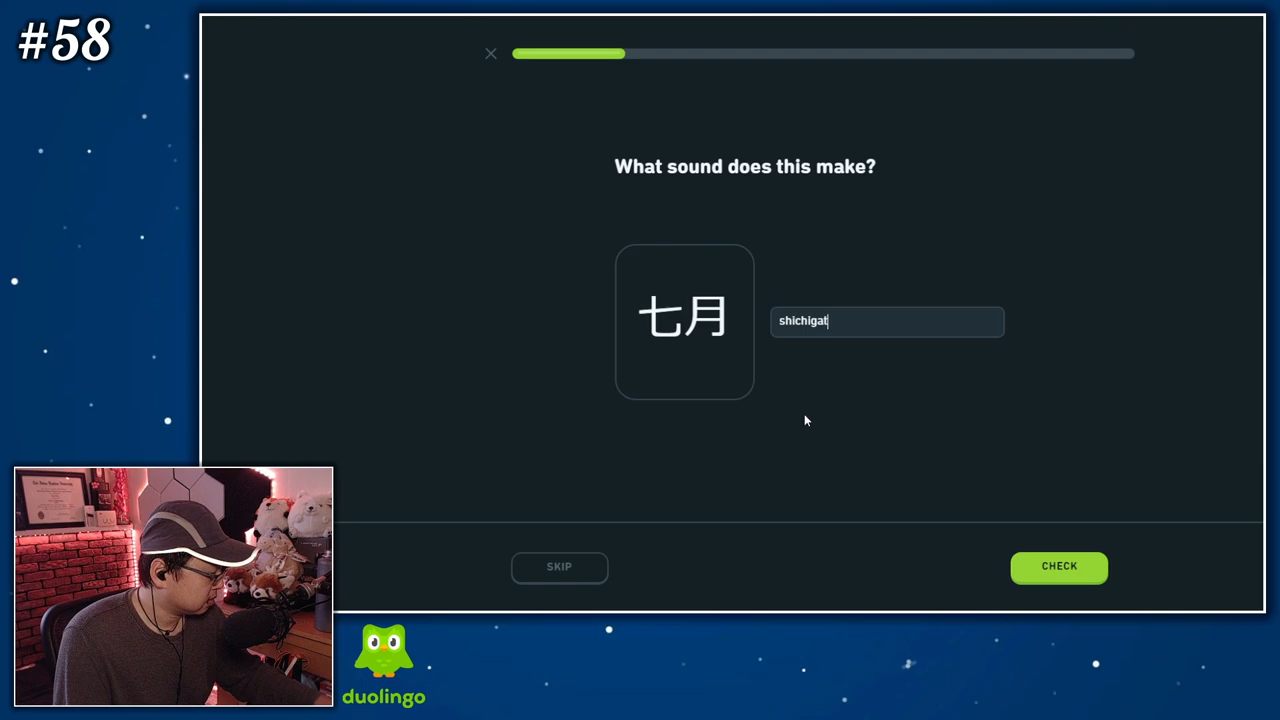 #58
What sound does this make?
七月
shichigat
SKIP
CHECK
duolingo